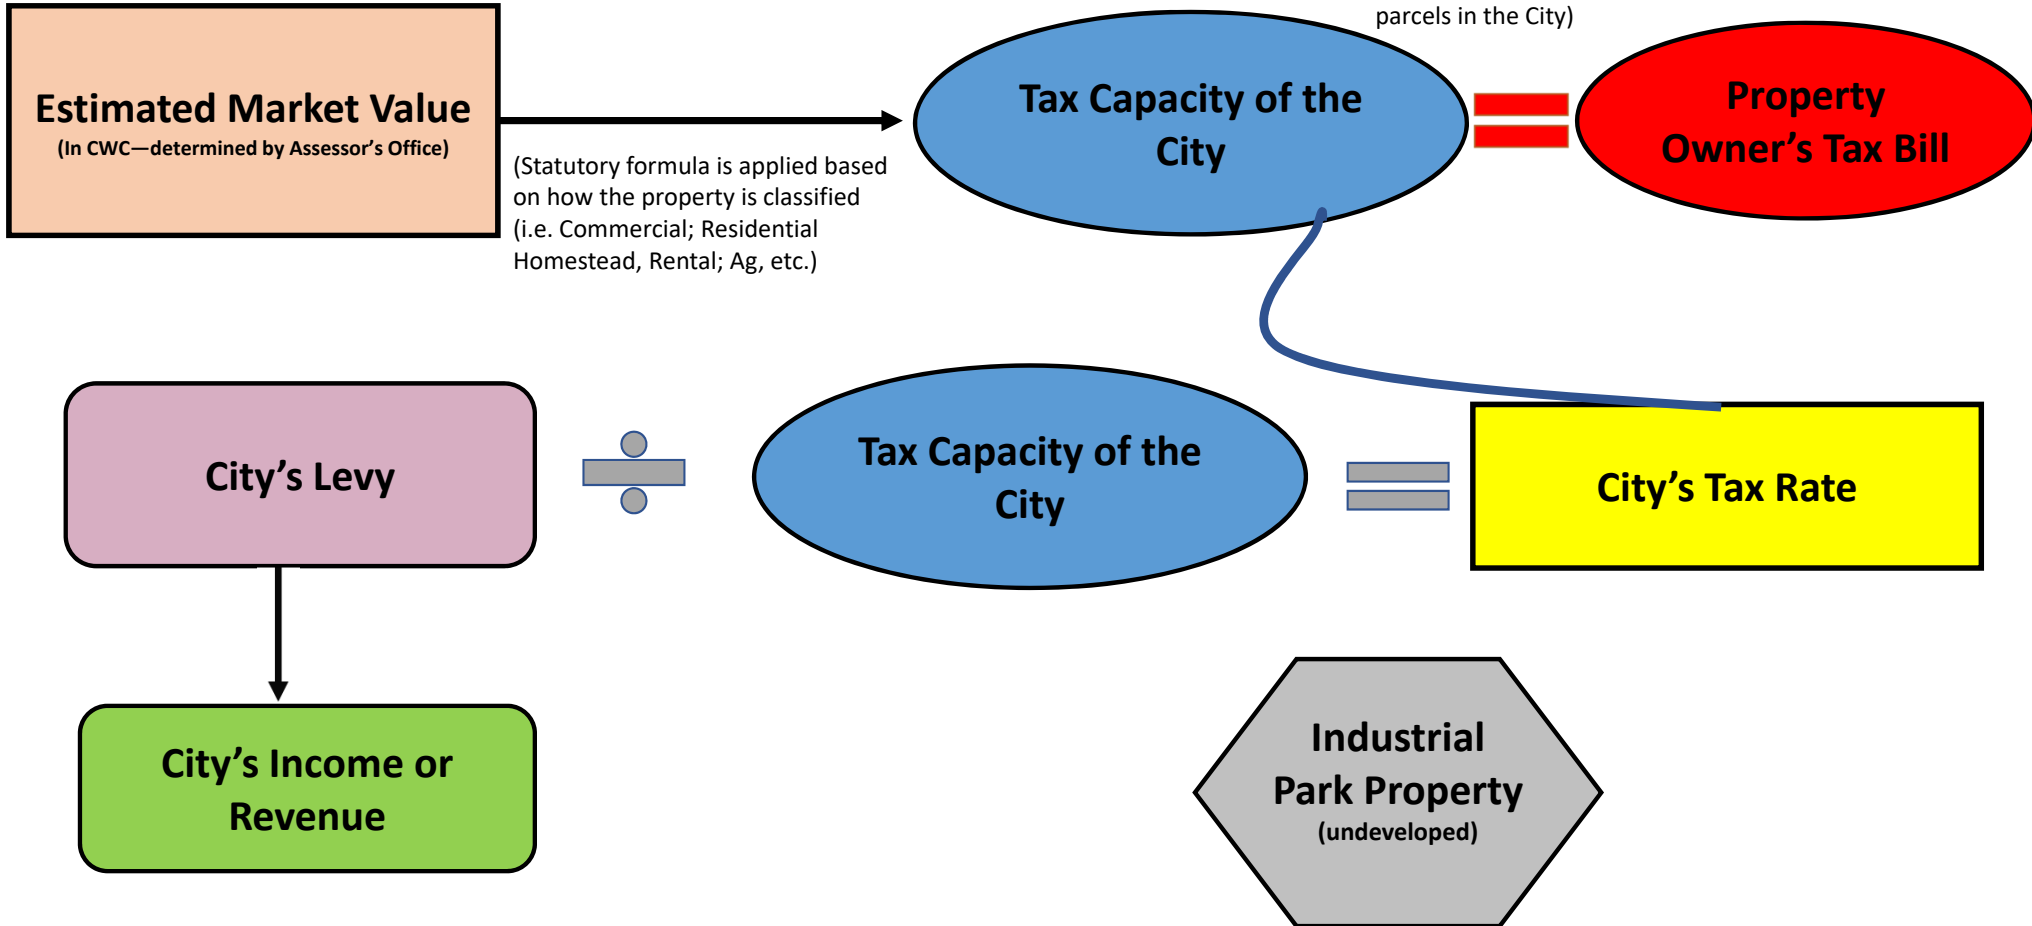 parcels in the City)
Estimated Market Value
(In CWC—determined by Assessor’s Office)
(Statutory formula is applied based
on how the property is classified
(i.e. Commercial; Residential
Homestead, Rental; Ag, etc.)
Tax Capacity of the
City
Property
Owner’s Tax Bill
City’s Levy
Tax Capacity of the
City
City’s Tax Rate
City’s Income or
Revenue
Industrial
Park Property
(undeveloped)